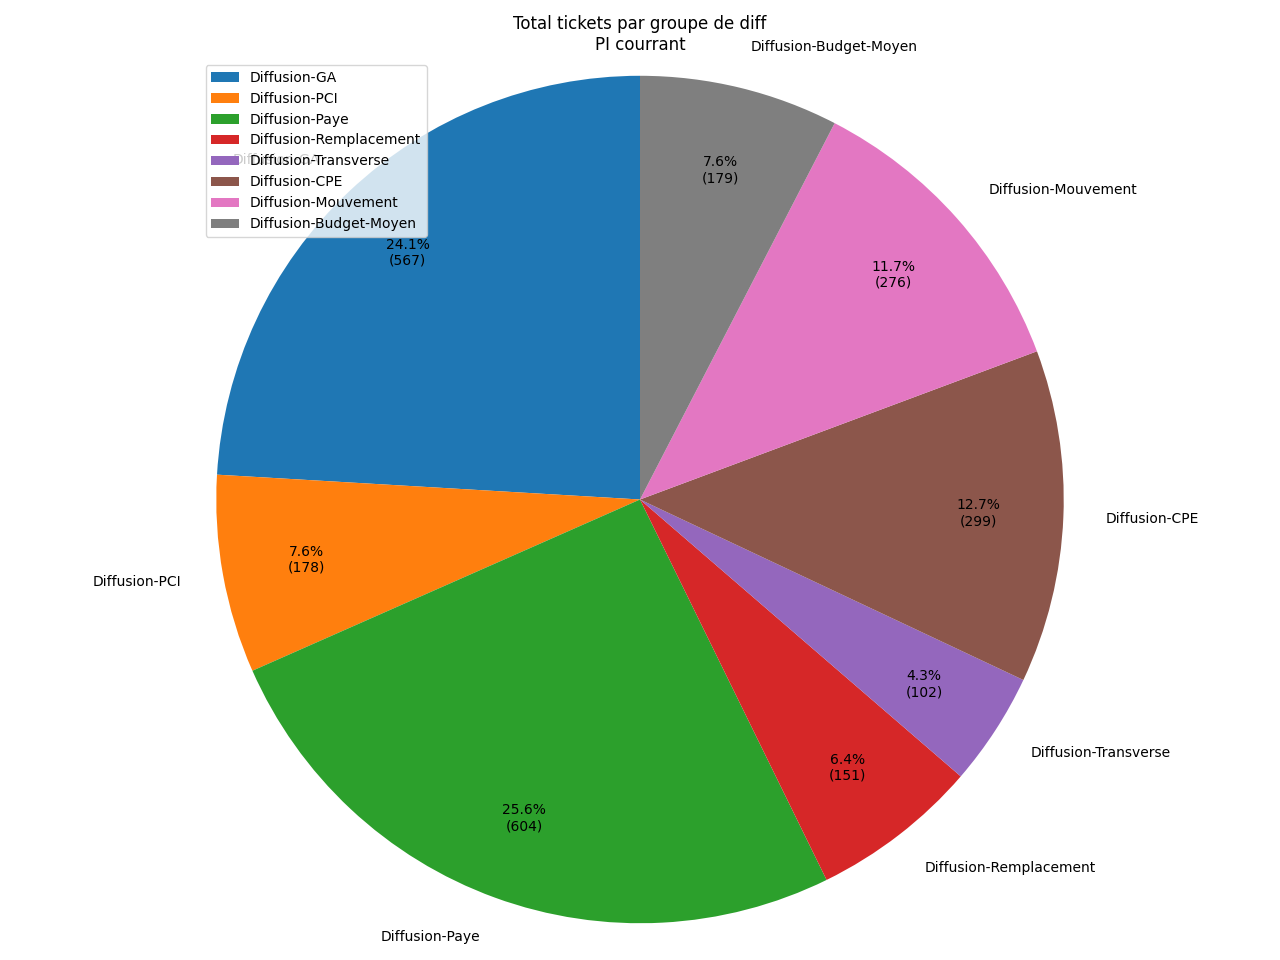 Total tickets par groupe de diff
PI courrant
Diffusion-GA
Diffusion-PCI
Diffusion-Paye
Diffusion-Remplacement
Diffusion-Transverse
Diffusion-CPE
Diffusion-Mouvement
Diffusion-Budget-Moyen
Diffusion-Budget-Moyen
7.6%
(179)
Diffusion-Mouvement
11.7%
(276)
24.1%
(567)
12.7%
(299)
Diffusion-CPE
7.6%
(178)
Diffusion-PCI
4.3%
(102)
Diffusion-Transverse
6.4%
(151)
Diffusion-Remplacement
25.6%
(604)
Diffusion-Paye